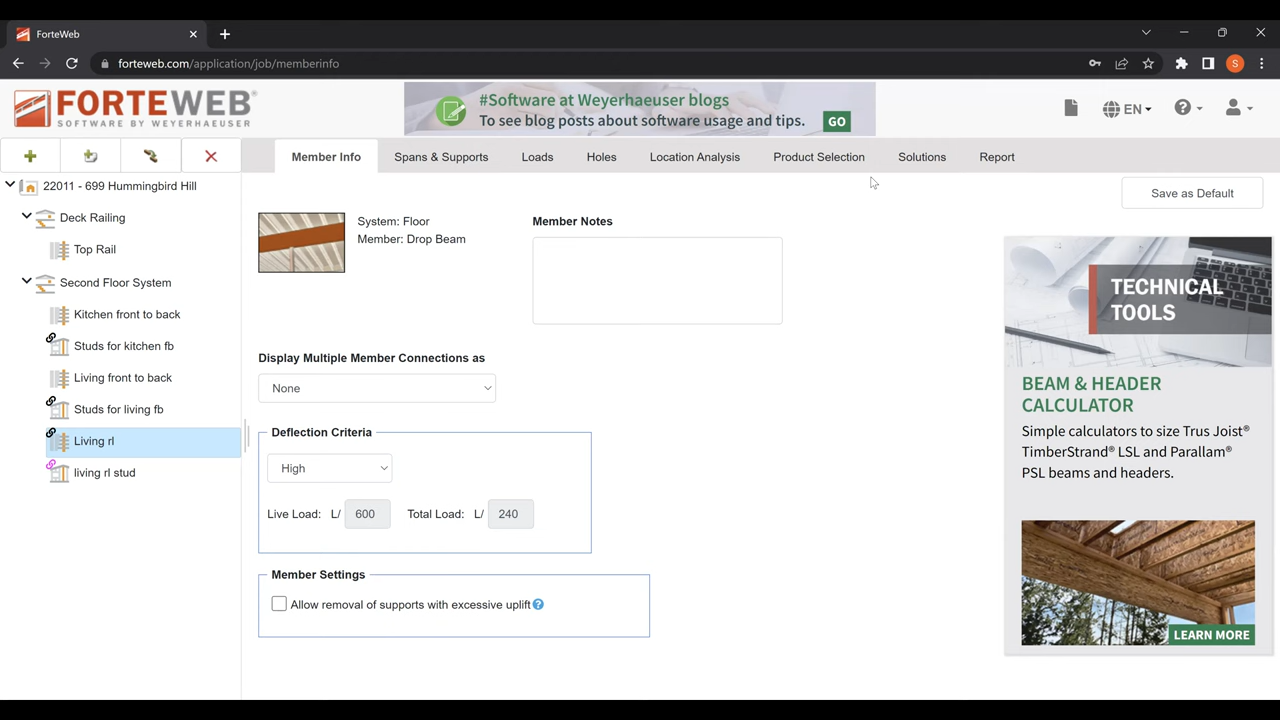 ForteWeb
forteweb.com/application/job/memberinfo
S
FORTEWEB®
SOFTWARE BY WEYERHAEUSER
#Software at Weyerhaeuser blogs
To see blog posts about software usage and tips.
GO
EN
Member Info
Spans & Supports
Loads
Holes
Location Analysis
Product Selection
Solutions
Report
22011 - 699 Hummingbird Hill
Deck Railing
Top Rail
Second Floor System
Kitchen front to back
Studs for kitchen fb
Living front to back
Studs for living fb
Living rl
living rl stud
Save as Default
System: Floor
Member: Drop Beam
Member Notes
Display Multiple Member Connections as
None
Deflection Criteria
High
Live Load: L/ 600 Total Load: L/ 240
Member Settings
Allow removal of supports with excessive uplift ?
TECHNICAL
TOOLS
BEAM & HEADER
CALCULATOR
Simple calculators to size Trus Joist®
TimberStrand® LSL and Parallam®
PSL beams and headers.
LEARN MORE